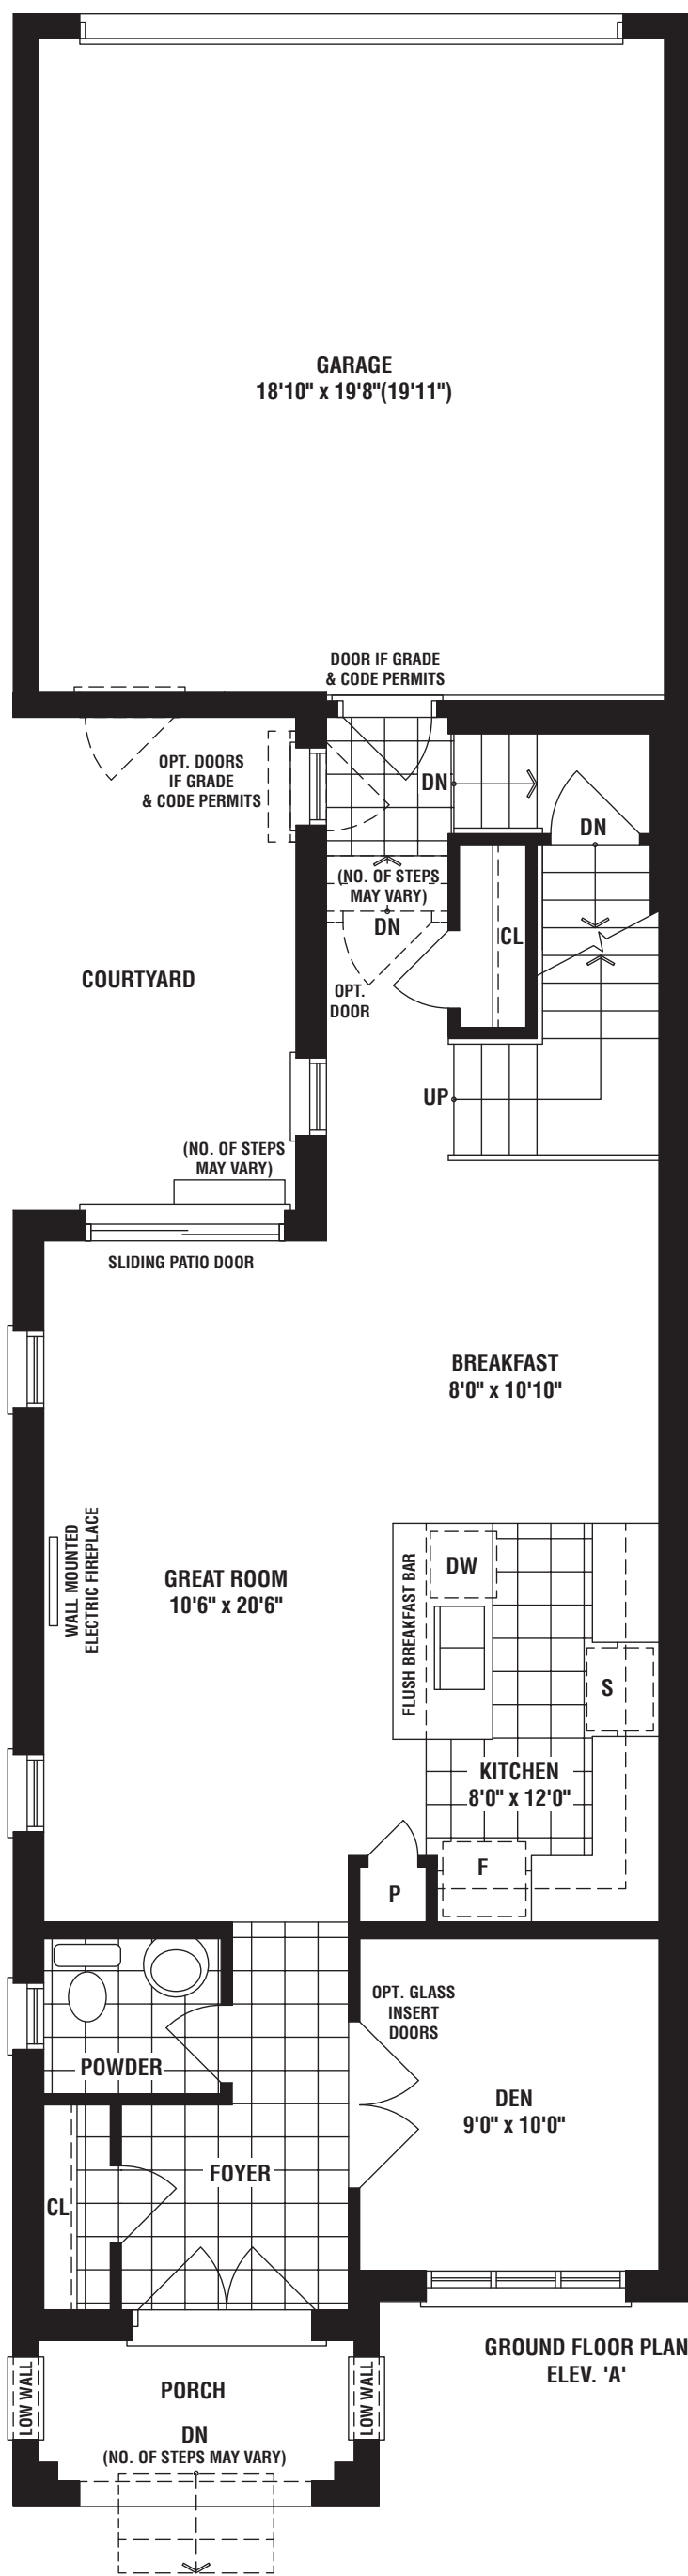 GARAGE
18'10" x 19'8"(19'11")
DOOR IF GRADE
& CODE PERMITS
OPT. DOORS
IF GRADE
& CODE PERMITS
DN
DN
(NO. OF STEPS
MAY VARY)
DN
CL
OPT.
DOOR
COURTYARD
UP
(NO. OF STEPS
MAY VARY)
SLIDING PATIO DOOR
BREAKFAST
8'0" x 10'10"
WALL MOUNTED
ELECTRIC FIREPLACE
GREAT ROOM
10'6" x 20'6"
FLUSH BREAKFAST BAR
DW
S
KITCHEN
8'0" x 12'0"
F
P
OPT. GLASS
INSERT
DOORS
POWDER
DEN
9'0" x 10'0"
FOYER
CL
GROUND FLOOR PLAN
ELEV. 'A'
LOW WALL
PORCH
LOW WALL
DN
(NO. OF STEPS MAY VARY)